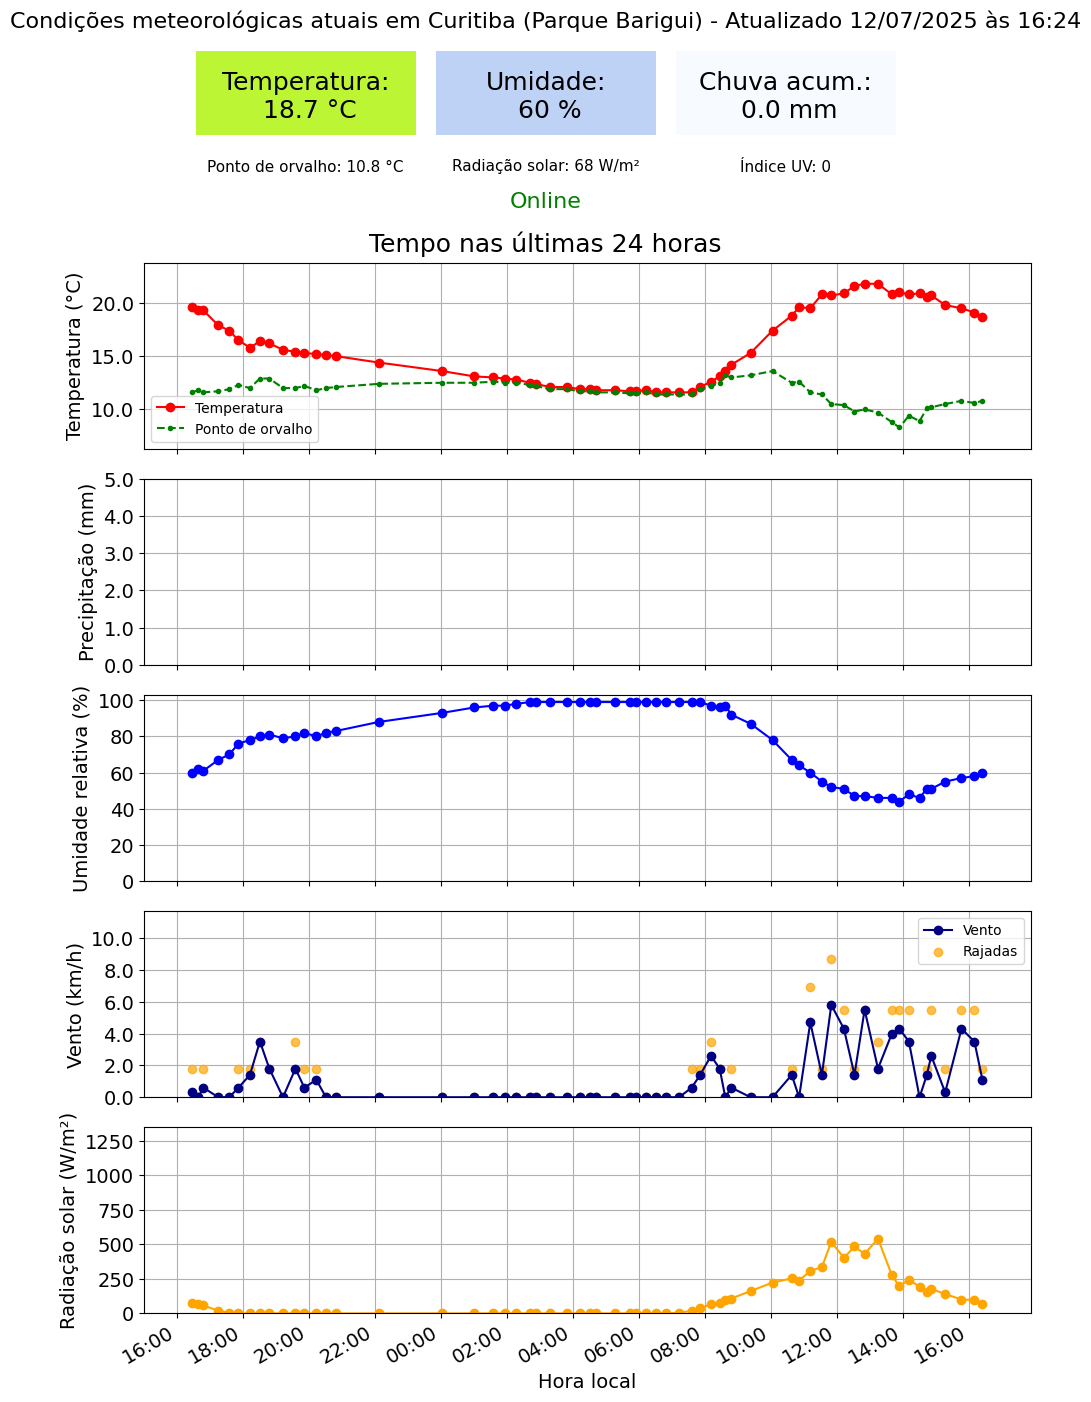 Condições meteorológicas atuais em Curitiba (Parque Barigui) - Atualizado 12/07/2025 às 16:24
Temperatura:
18.7 °C
Umidade:
60 %
Chuva acum.:
0.0 mm
Ponto de orvalho: 10.8 °C
Radiação solar: 68 W/m²
Índice UV: 0
Online
Tempo nas últimas 24 horas
Temperatura (°C)
20.0
15.0
10.0
Temperatura
Ponto de orvalho
Precipitação (mm)
5.0
4.0
3.0
2.0
1.0
0.0
Umidade relativa (%)
100
80
60
40
20
0
Vento (km/h)
10.0
8.0
6.0
4.0
2.0
0.0
Vento
Rajadas
Radiação solar (W/m²)
1250
1000
750
500
250
0
16:00
18:00
20:00
22:00
00:00
02:00
04:00
06:00
08:00
10:00
12:00
14:00
16:00
Hora local